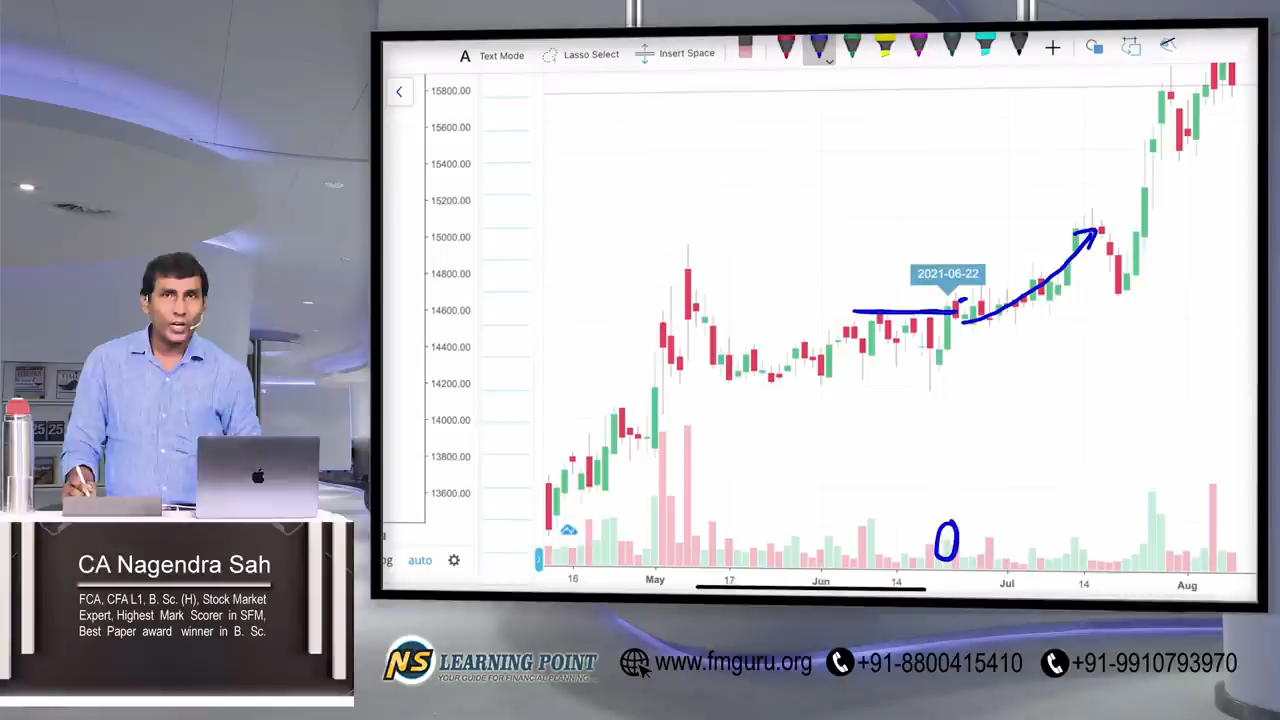 A Text Mode Lasso Select Insert Space
15800.00
15600.00
15400.00
15200.00
15000.00
14800.00
14600.00
14400.00
14200.00
14000.00
13800.00
13600.00
2021-06-22
0
og auto
16 May 17 Jun 14 Jul 14 Aug
25 25
CA Nagendra Sah
FCA, CFA L1, B. Sc. (H), Stock Market
Expert, Highest Mark Scorer in SFM,
Best Paper award winner in B. Sc.
NS LEARNING POINT
YOUR GUIDE FOR FINANCIAL PLANNING...
www.fmguru.org +91-8800415410 +91-9910793970